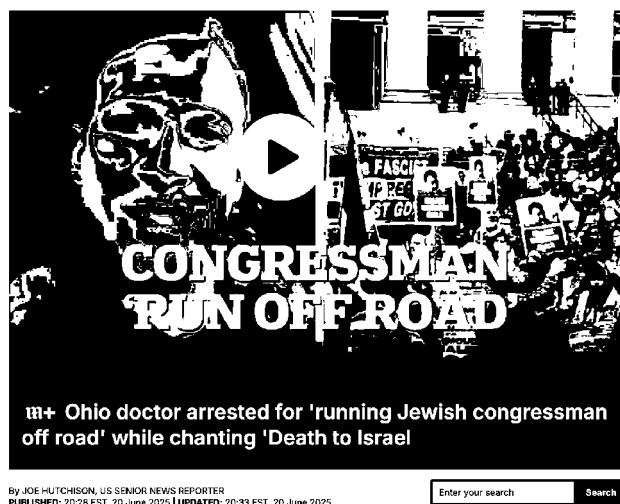 FASCI
CONGRESSMAN
'RUN OFF ROAD'
m+ Ohio doctor arrested for 'running Jewish congressman
off road' while chanting 'Death to Israel
By JOE HUTCHISON, US SENIOR NEWS REPORTER
PUBLISHED: 20:28 EST, 20 June 2025 | UPDATED: 20:33 EST, 20 June 2025
Enter your search
Search